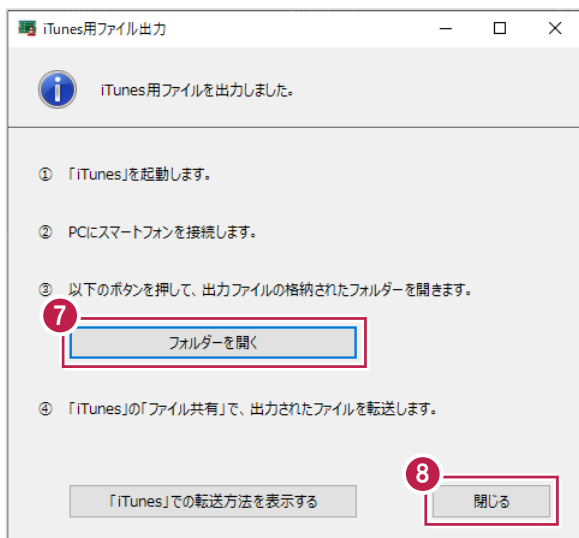 iTunes用ファイル出力
iTunes用ファイルを出力しました。
① 「iTunes」を起動します。
② PCにスマートフォンを接続します。
③ 以下のボタンを押して、出力ファイルの格納されたフォルダーを開きます。
7
フォルダーを開く
④ 「iTunes」の「ファイル共有」で、出力されたファイルを転送します。
8
「iTunes」での転送方法を表示する 閉じる